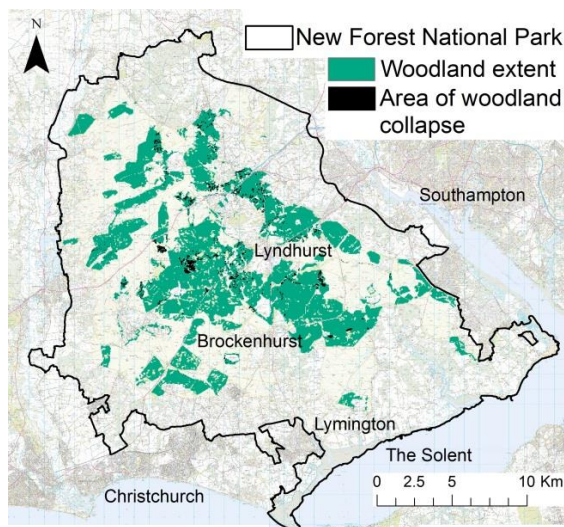 N
New Forest National Park
Woodland extent
Area of woodland
collapse
Southampton
Lyndhurst
Brockenhurst
Lymington
The Solent
Christchurch
0 2.5 5 10 Km